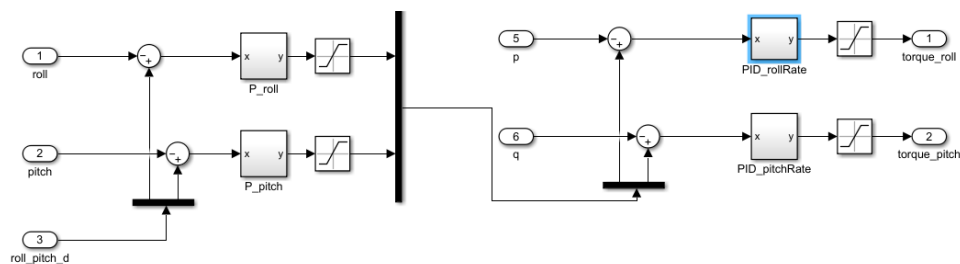 1
roll
− +
x y
P_roll
2
pitch
− +
x y
P_pitch
3
roll_pitch_d
5
p
− +
x y
PID_rollRate
1
torque_roll
6
q
− +
x y
PID_pitchRate
2
torque_pitch